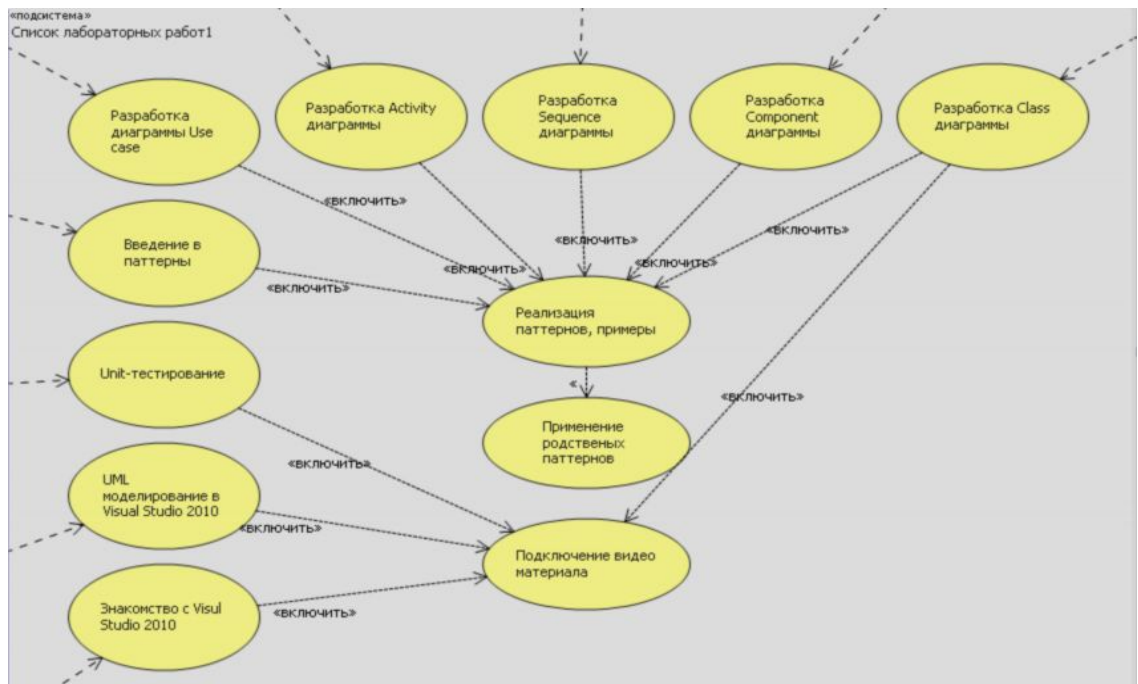 «подсистема»
Список лабораторных работ1
Разработка
диаграммы Use
case
Разработка Activity
диаграммы
Разработка
Sequence
диаграммы
Разработка
Component
диаграммы
Разработка Class
диаграммы
«включить»
«включить»
«включить»
«включить»
«включить»
Введение в
паттерны
«включить»
Реализация
паттернов, примеры
Unit-тестирование
«
«включить»
Применение
родственых
паттернов
«включить»
UML
моделирование в
Visual Studio 2010
«включить»
Подключение видео
материала
Знакомство с Visul
Studio 2010
«включить»